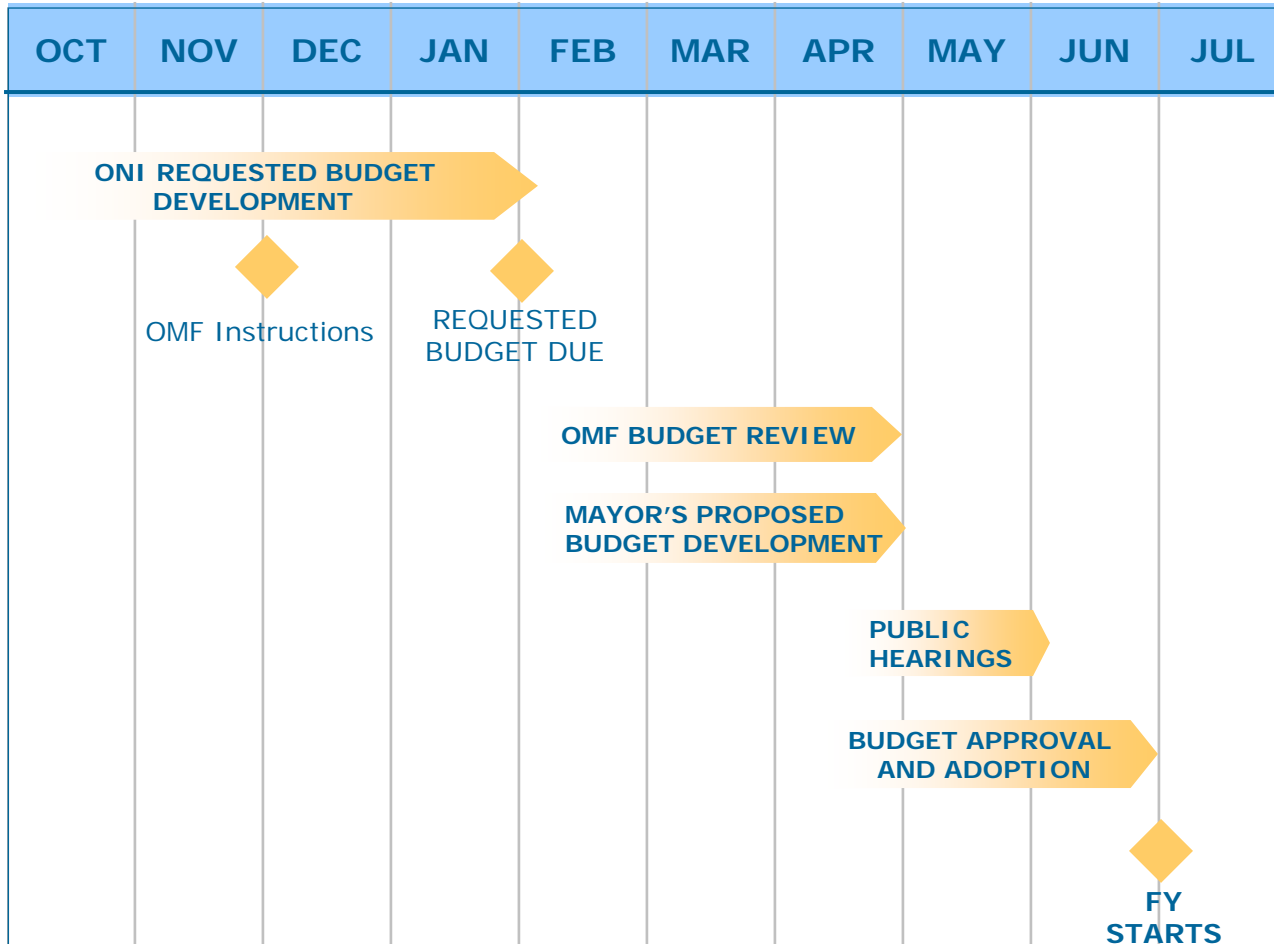 OCT NOV DEC JAN FEB MAR APR MAY JUN JUL
ONI REQUESTED BUDGET
DEVELOPMENT
OMF Instructions
REQUESTED
BUDGET DUE
OMF BUDGET REVIEW
MAYOR'S PROPOSED
BUDGET DEVELOPMENT
PUBLIC
HEARINGS
BUDGET APPROVAL
AND ADOPTION
FY
STARTS